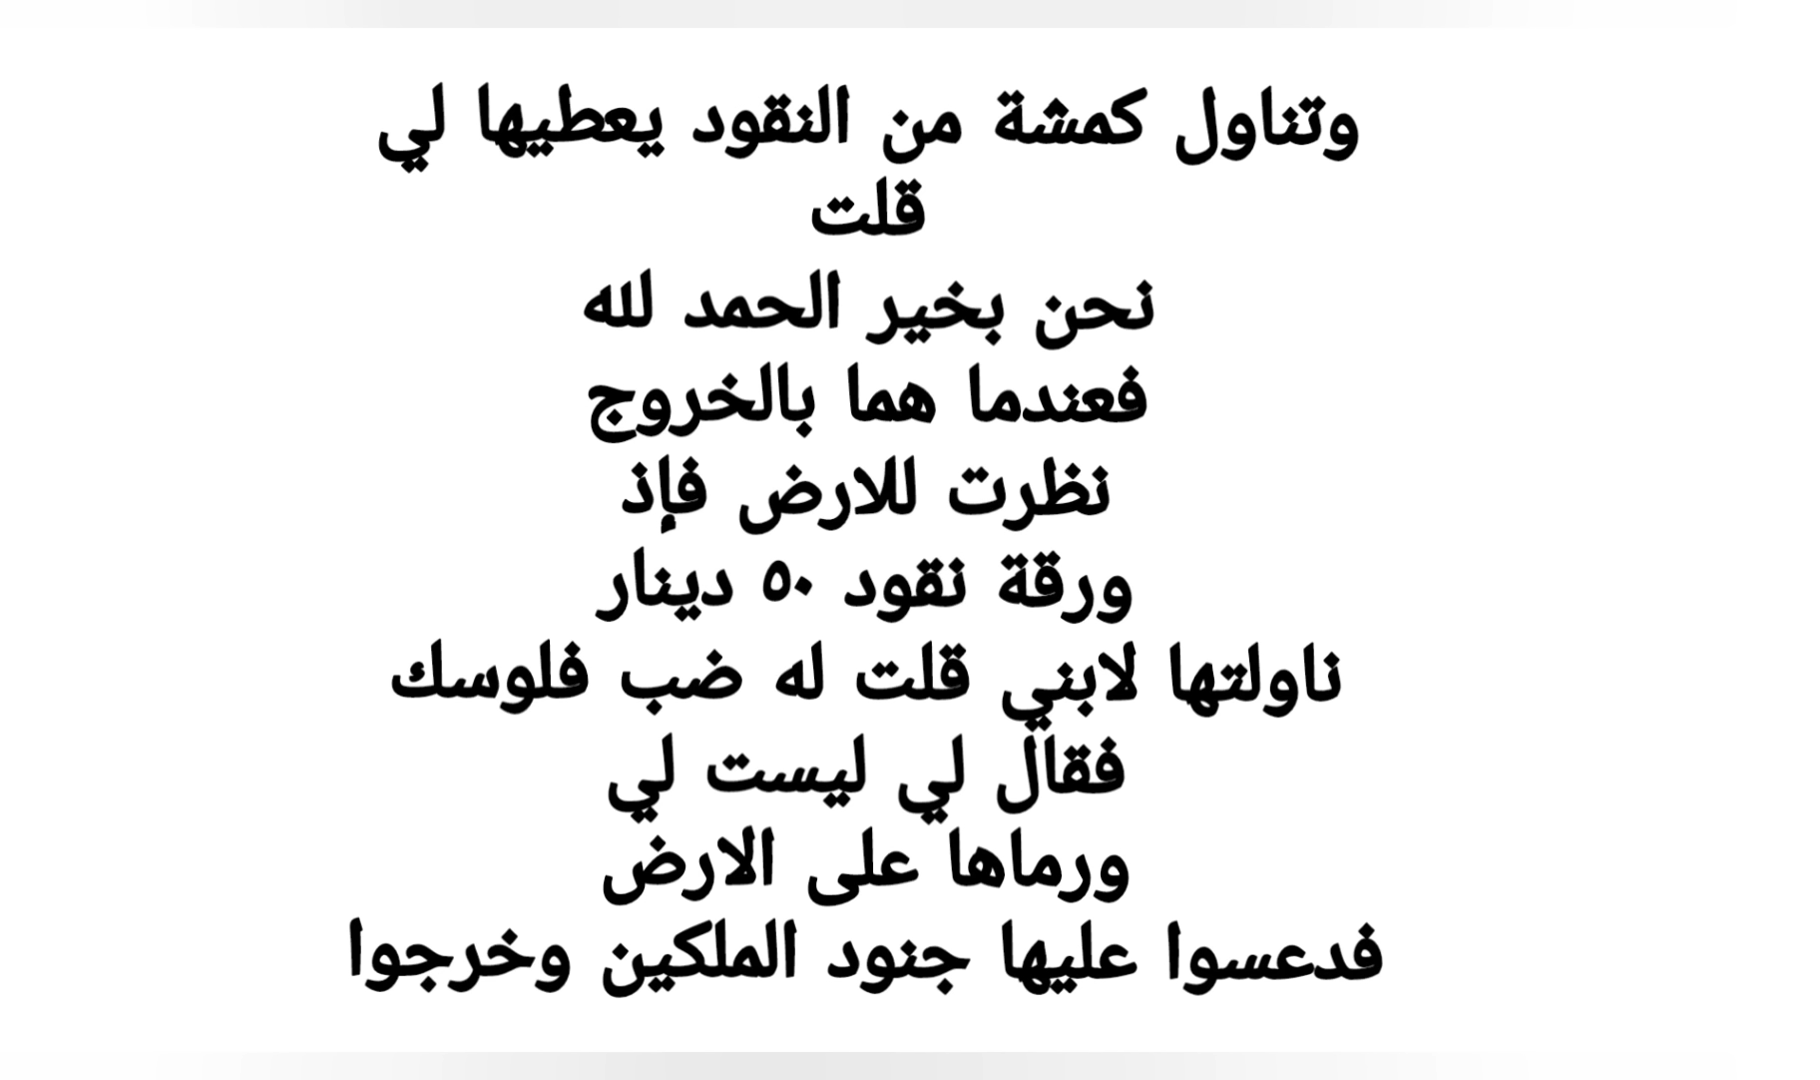 وتناول كمشة من النقود يعطيها لي
قلت
نحن بخير الحمد لله
فعندما هما بالخروج
نظرت للارض فإذ
ورقة نقود ٥٠ دينار
ناولتها لابني قلت له ضب فلوسك
فقال لي ليست لي
ورماها على الارض
فدعسوا عليها جنود الملكين وخرجوا